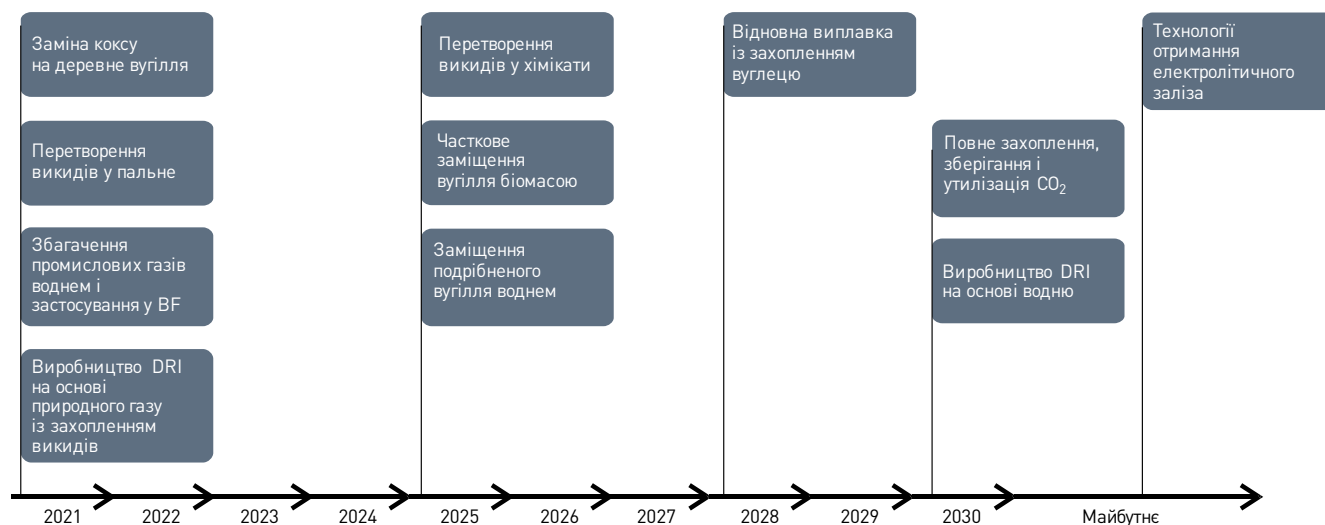 Заміна коксу
на деревне вугілля
Перетворення
викидів у пальне
Збагачення
промислових газів
воднем і
застосування у BF
Виробництво DRI
на основі
природного газу
із захопленням
викидів
Перетворення
викидів у хімікати
Часткове
заміщення
вугілля біомасою
Заміщення
подрібненого
вугілля воднем
Відновна виплавка
із захопленням
вуглецю
Повне захоплення,
зберігання і
утилізація CO₂
Виробництво DRI
на основі водню
Технології
отримання
електролітичного
заліза
2021 2022 2023 2024 2025 2026 2027 2028 2029 2030 Майбутнє